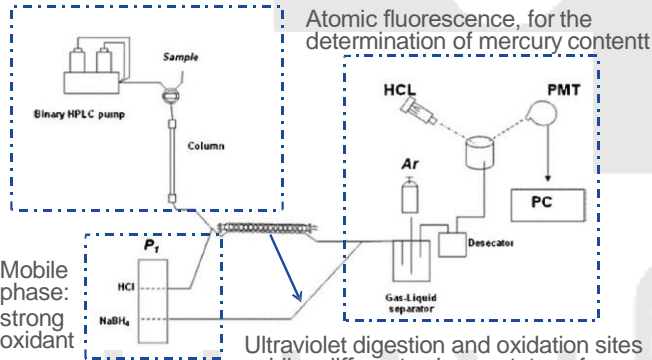 Atomic fluorescence, for the
determination of mercury contentt
Sample
Binary HPLC pump
Column
HCL
PMT
Ar
PC
Desecator
Gas-Liquid
separator
P1
HCl
NaBH4
Mobile
phase:
strong
oxidant
Ultraviolet digestion and oxidation sites